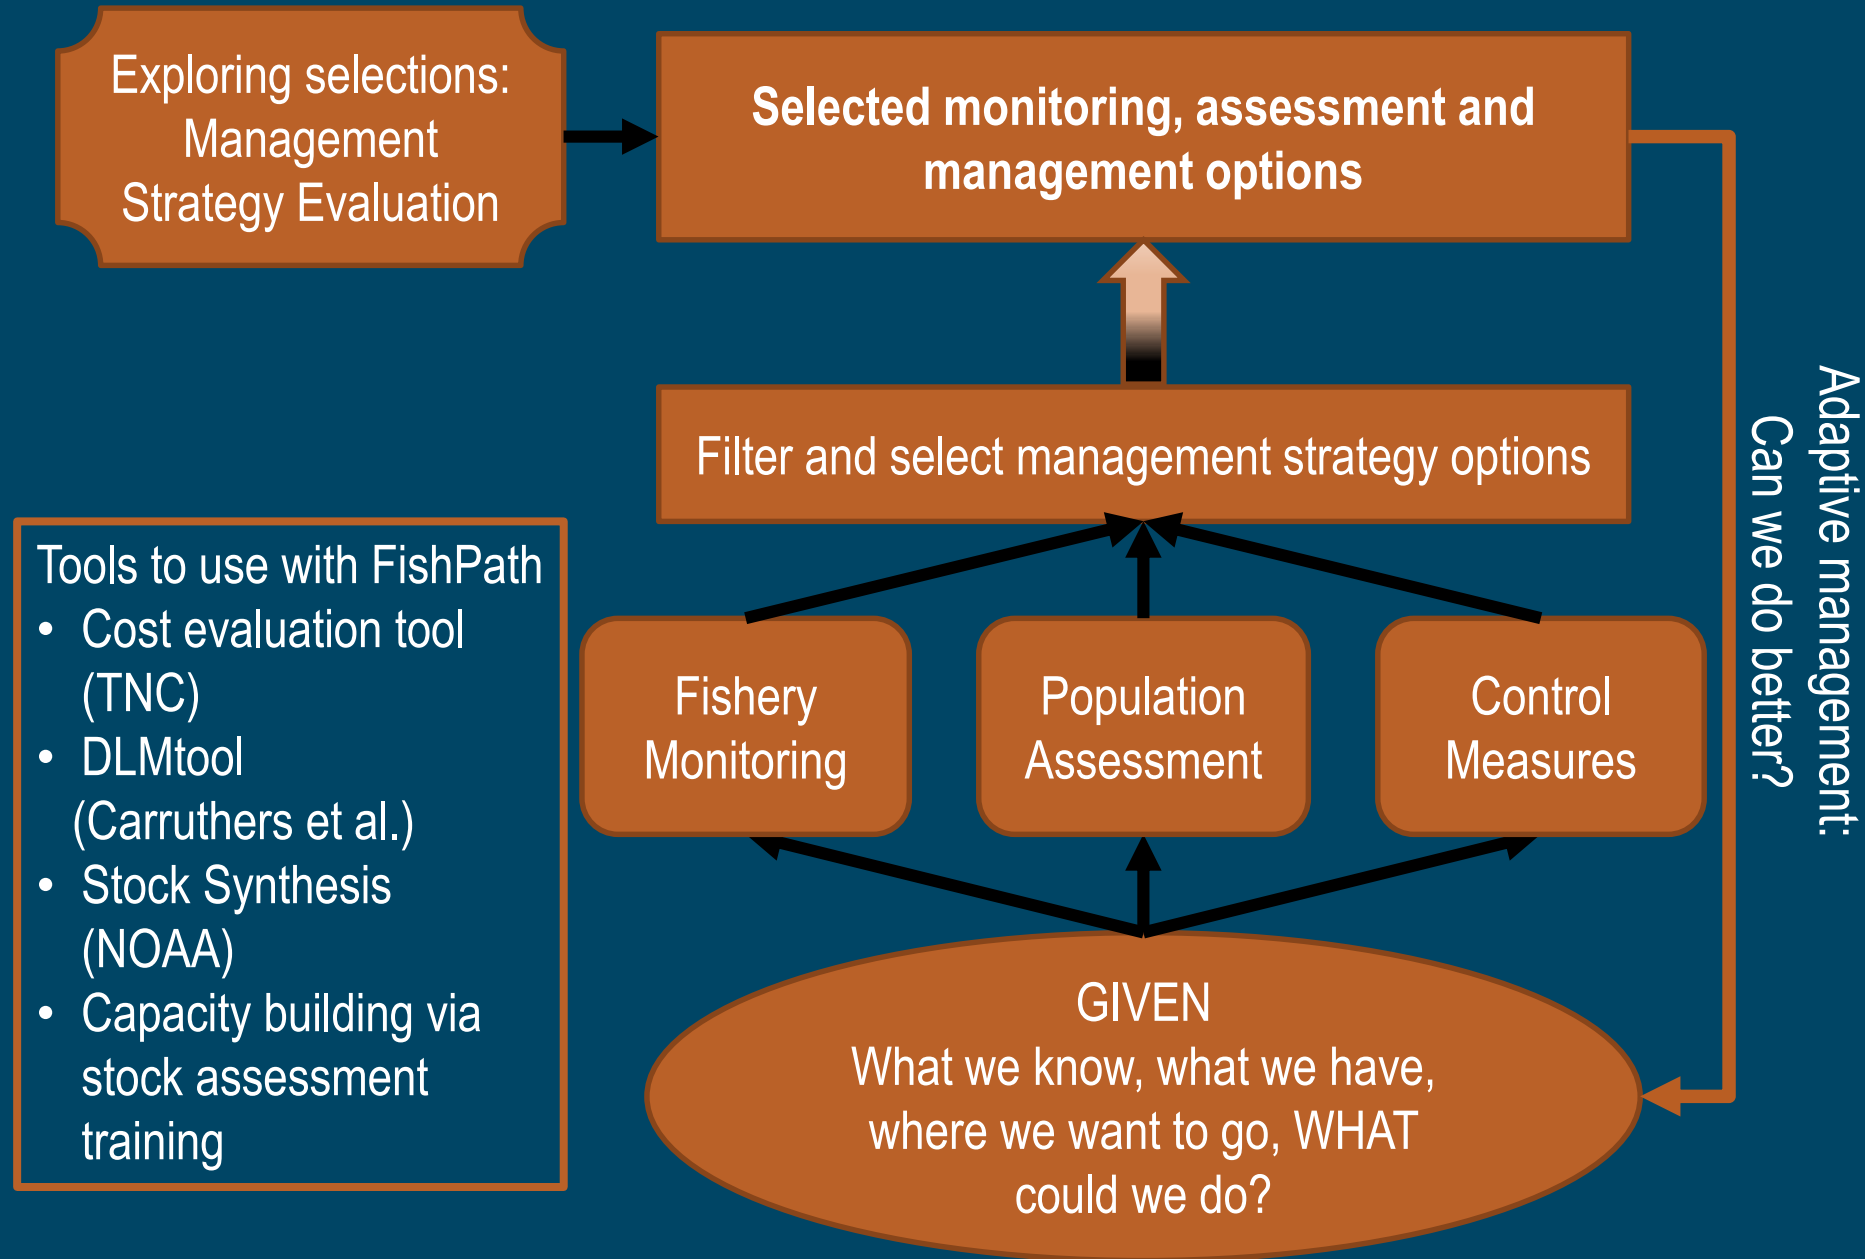 Exploring selections:
Management
Strategy Evaluation
Selected monitoring, assessment and
management options
Filter and select management strategy options
Tools to use with FishPath
• Cost evaluation tool
(TNC)
• DLMtool
(Carruthers et al.)
• Stock Synthesis
(NOAA)
• Capacity building via
stock assessment
training
Fishery
Monitoring
Population
Assessment
Control
Measures
GIVEN
What we know, what we have,
where we want to go, WHAT
could we do?
Adaptive management:
Can we do better?